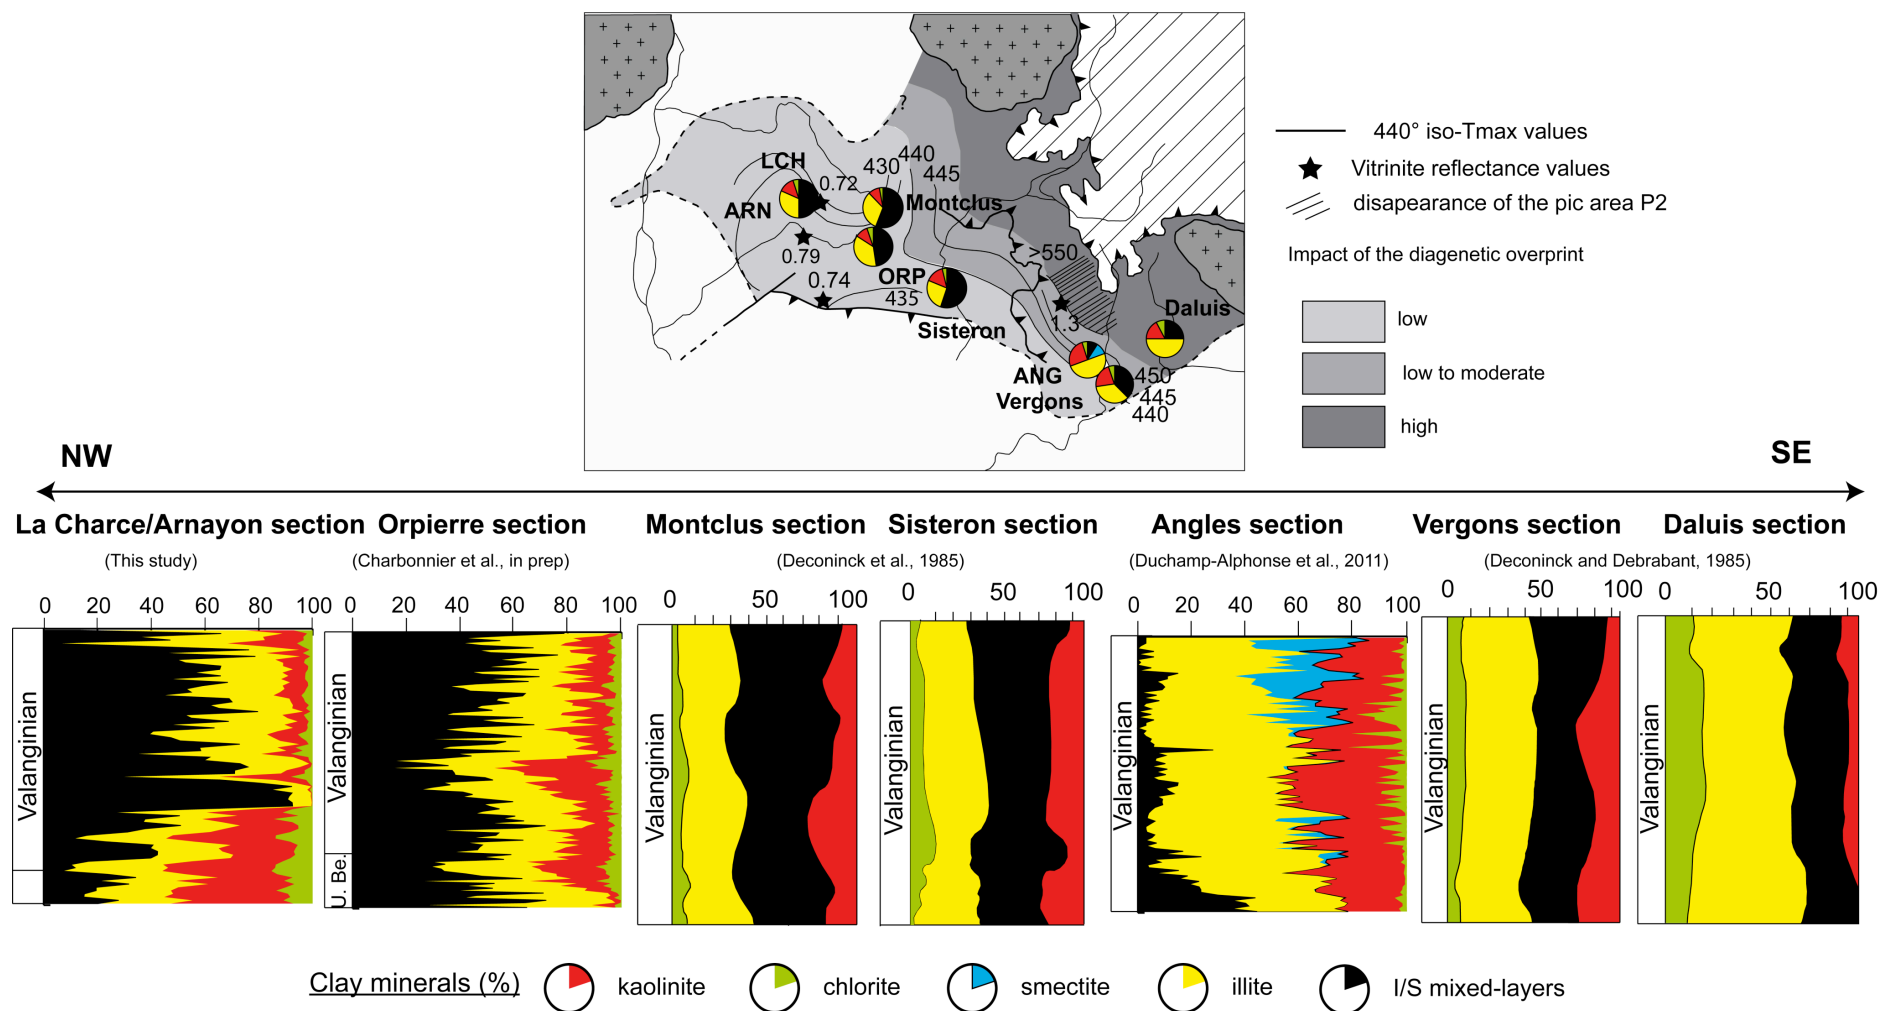 ?
LCH
440
430
445
0.72
Montclus
ARN
0.79
>550
0.74
ORP
435
1.3
Daluis
Sisteron
ANG
450
Vergons
445
440
440° iso-Tmax values
Vitrinite reflectance values
disapearance of the pic area P2
Impact of the diagenetic overprint
low
low to moderate
high
NW
SE
La Charce/Arnayon section
(This study)
0 20 40 60 80 100
Valanginian
Orpierre section
(Charbonnier et al., in prep)
0 20 40 60 80 100
Valanginian
U. Be.
Montclus section
Sisteron section
(Deconinck et al., 1985)
0 50 100
Valanginian
0 50 100
Valanginian
Angles section
(Duchamp-Alphonse et al., 2011)
0 20 40 60 80 100
Valanginian
Vergons section
Daluis section
(Deconinck and Debrabant, 1985)
0 50 100
Valanginian
0 50 100
Valanginian
Clay minerals (%)
kaolinite
chlorite
smectite
illite
I/S mixed-layers